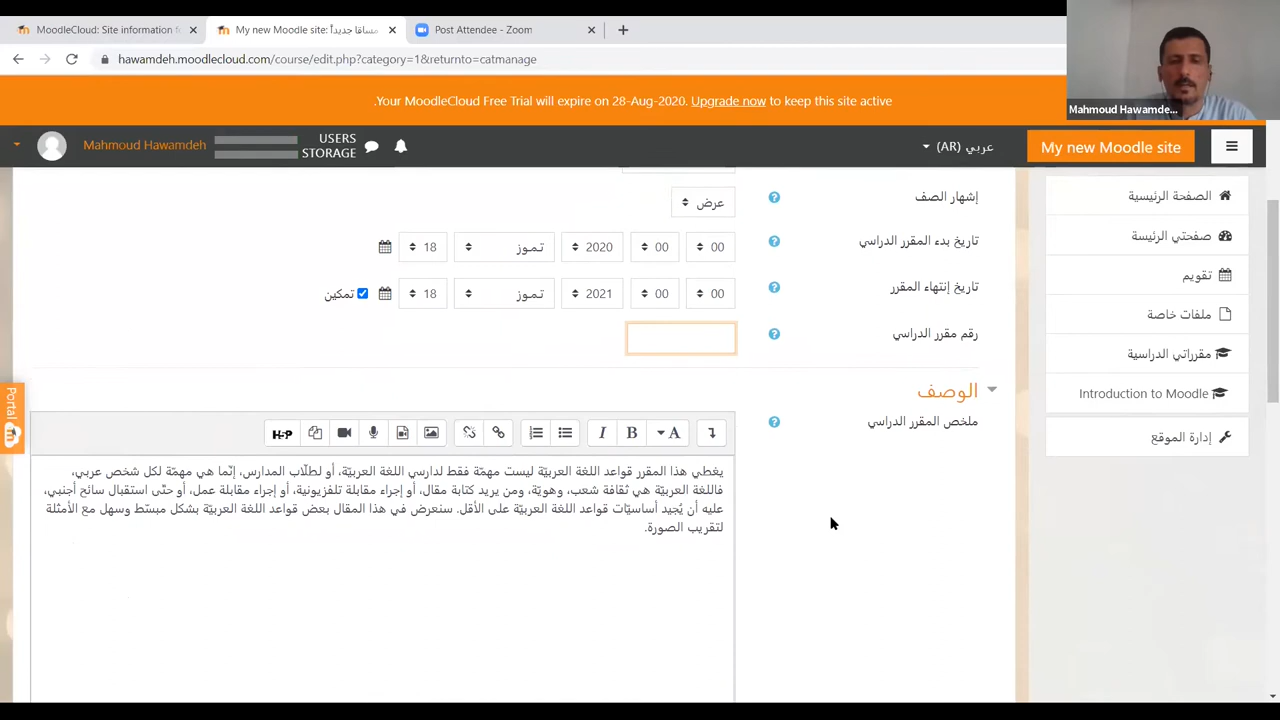 MoodleCloud: Site information f
My new Moodle site: مساقا جديداً
Post Attendee - Zoom
hawamdeh.moodlecloud.com/course/edit.php?category=1&returnto=catmanage
.Your MoodleCloud Free Trial will expire on 28-Aug-2020. Upgrade now to keep this site active
Mahmoud Hawamde...
Mahmoud Hawamdeh
USERS
STORAGE
عربي (AR)
My new Moodle site
الصفحة الرئيسية
صفحتي الرئيسة
تقويم
ملفات خاصة
مقرراتي الدراسية
Introduction to Moodle
إدارة الموقع
إشهار الصف
عرض
تاريخ بدء المقرر الدراسي
00 00 2020 تموز 18
تاريخ إنتهاء المقرر
00 00 2021 تموز 18 تمكين
رقم مقرر الدراسي
الوصف
ملخص المقرر الدراسي
A B I H-P
يغطي هذا المقرر قواعد اللغة العربيّة ليست مهمّة فقط لدارسي اللغة العربيّة، أو لطلّاب المدارس، إنّما هي مهمّة لكل شخص عربي،
فاللغة العربيّة هي ثقافة شعب، وهويّة، ومن يريد كتابة مقال، أو إجراء مقابلة تلفزيونية، أو إجراء مقابلة عمل، أو حتّى استقبال سائح أجنبي،
عليه أن يُجيد أساسيّات قواعد اللغة العربيّة على الأقل. سنعرض في هذا المقال بعض قواعد اللغة العربيّة بشكل مبسّط وسهل مع الأمثلة
لتقريب الصورة.
Portal